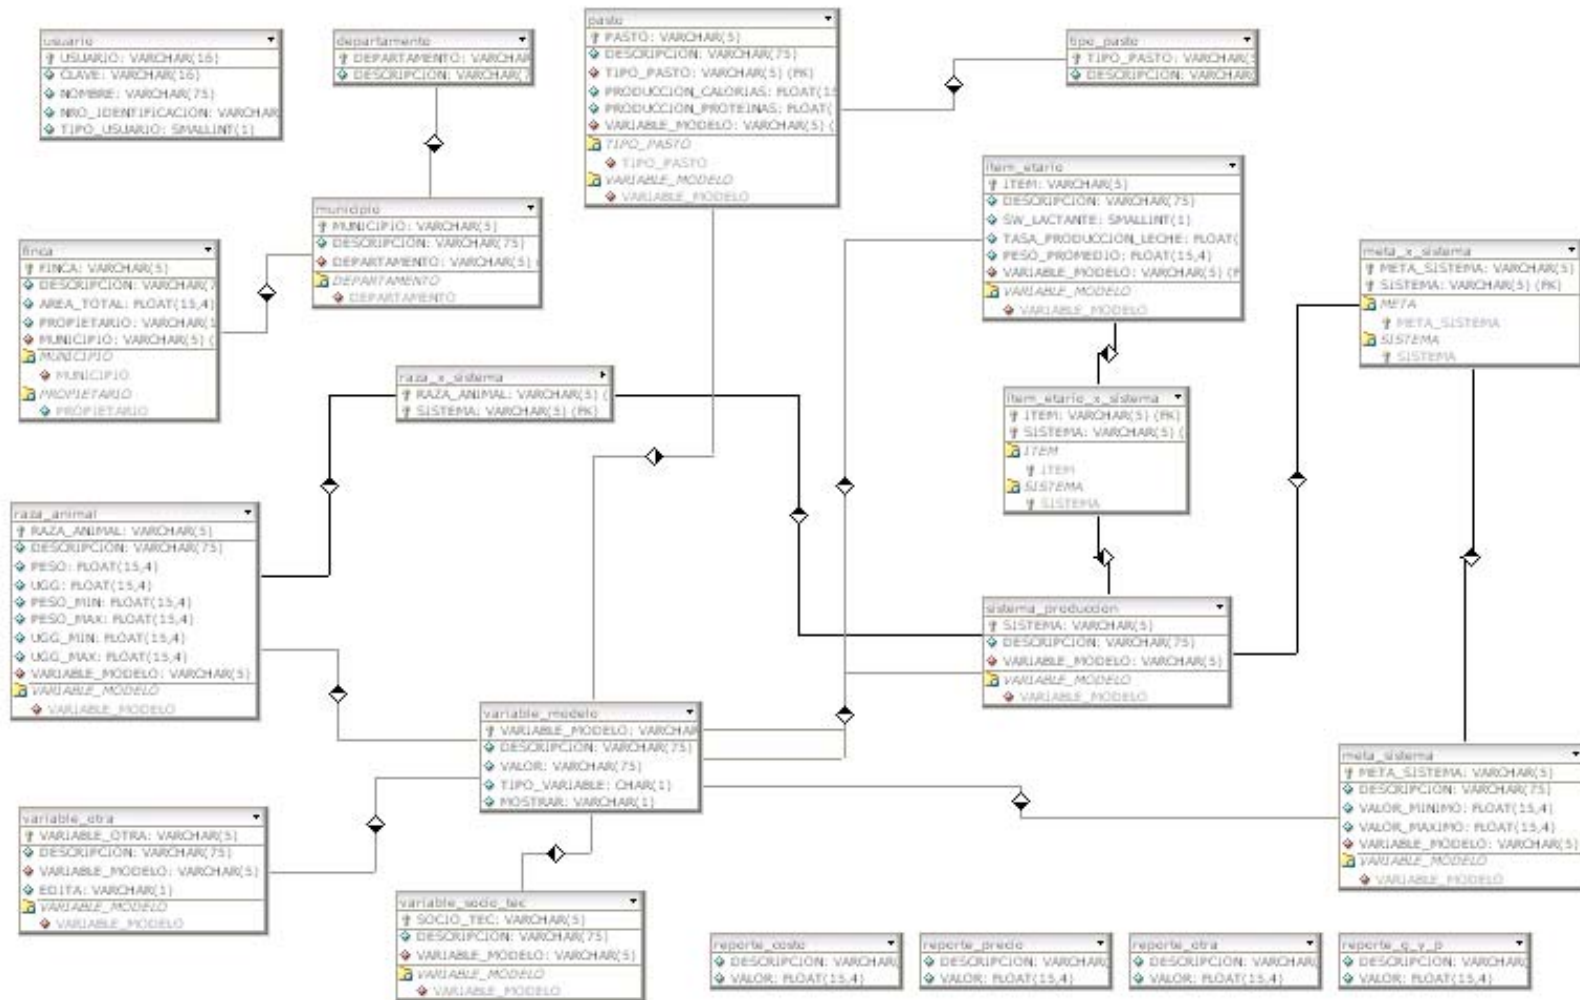 usuario
USUARIO: VARCHAR(16)
CLAVE: VARCHAR(16)
NOMBRE: VARCHAR(75)
NRO_IDENTIFICACION: VARCHAR
TIPO_USUARIO: SMALLINT(1)
departamento
DEPARTAMENTO: VARCHAR
DESCRIPCION: VARCHAR(7
pasto
PASTO: VARCHAR(5)
DESCRIPCION: VARCHAR(75)
TIPO_PASTO: VARCHAR(5) (FK)
PRODUCCION_CALORIAS: FLOAT(15
PRODUCCION_PROTEINAS: FLOAT(
VARIABLE_MODELO: VARCHAR(5) (
TIPO_PASTO
TIPO_PASTO
VARIABLE_MODELO
VARIABLE_MODELO
tipo_pasto
TIPO_PASTO: VARCHAR(5
DESCRIPCION: VARCHAR(
municipio
MUNICIPIO: VARCHAR(5)
DESCRIPCION: VARCHAR(75)
DEPARTAMENTO: VARCHAR(5) (
DEPARTAMENTO
DEPARTAMENTO
finca
FINCA: VARCHAR(5)
DESCRIPCION: VARCHAR(7
AREA_TOTAL: FLOAT(15,4)
PROPIETARIO: VARCHAR(1
MUNICIPIO: VARCHAR(5) (
MUNICIPIO
MUNICIPIO
PROPIETARIO
PROPIETARIO
item_etario
ITEM: VARCHAR(5)
DESCRIPCION: VARCHAR(75)
SW_LACTANTE: SMALLINT(1)
TASA_PRODUCCION_LECHE: FLOAT(
PESO_PROMEDIO: FLOAT(15,4)
VARIABLE_MODELO: VARCHAR(5) (F
VARIABLE_MODELO
VARIABLE_MODELO
meta_x_sistema
META_SISTEMA: VARCHAR(5)
SISTEMA: VARCHAR(5) (FK)
META
META_SISTEMA
SISTEMA
SISTEMA
raza_x_sistema
RAZA_ANIMAL: VARCHAR(5) (
SISTEMA: VARCHAR(5) (FK)
item_etario_x_sistema
ITEM: VARCHAR(5) (FK)
SISTEMA: VARCHAR(5) (
ITEM
ITEM
SISTEMA
SISTEMA
raza_animal
RAZA_ANIMAL: VARCHAR(5)
DESCRIPCION: VARCHAR(75)
PESO: FLOAT(15,4)
UGG: FLOAT(15,4)
PESO_MIN: FLOAT(15,4)
PESO_MAX: FLOAT(15,4)
UGG_MIN: FLOAT(15,4)
UGG_MAX: FLOAT(15,4)
VARIABLE_MODELO: VARCHAR(5)
VARIABLE_MODELO
VARIABLE_MODELO
sistema_produccion
SISTEMA: VARCHAR(5)
DESCRIPCION: VARCHAR(75)
VARIABLE_MODELO: VARCHAR(5)
VARIABLE_MODELO
VARIABLE_MODELO
variable_modelo
VARIABLE_MODELO: VARCHAR
DESCRIPCION: VARCHAR(75)
VALOR: VARCHAR(75)
TIPO_VARIABLE: CHAR(1)
MOSTRAR: VARCHAR(1)
meta_sistema
META_SISTEMA: VARCHAR(5)
DESCRIPCION: VARCHAR(75)
VALOR_MINIMO: FLOAT(15,4)
VALOR_MAXIMO: FLOAT(15,4)
VARIABLE_MODELO: VARCHAR(5)
VARIABLE_MODELO
VARIABLE_MODELO
variable_otra
VARIABLE_OTRA: VARCHAR(5)
DESCRIPCION: VARCHAR(75)
VARIABLE_MODELO: VARCHAR(5)
EDITA: VARCHAR(1)
VARIABLE_MODELO
VARIABLE_MODELO
variable_socio_tec
SOCIO_TEC: VARCHAR(5)
DESCRIPCION: VARCHAR(75)
VARIABLE_MODELO: VARCHAR(5)
VARIABLE_MODELO
VARIABLE_MODELO
reporte_costo
DESCRIPCION: VARCHAR(
VALOR: FLOAT(15,4)
reporte_precio
DESCRIPCION: VARCHAR(
VALOR: FLOAT(15,4)
reporte_otra
DESCRIPCION: VARCHAR(
VALOR: FLOAT(15,4)
reporte_q_y_p
DESCRIPCION: VARCHAR(
VALOR: FLOAT(15,4)